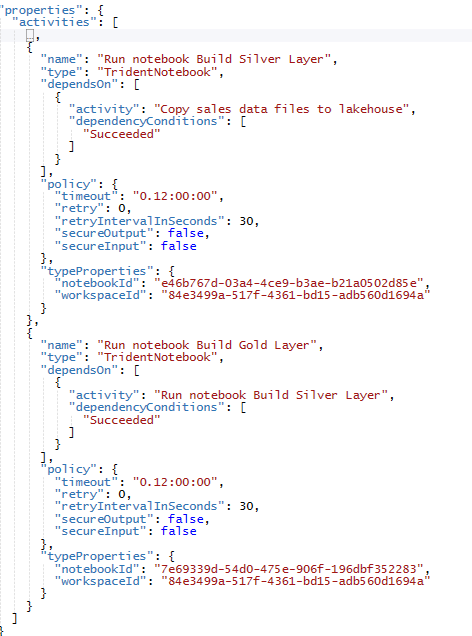 "properties": {
"activities": [
…,
{
"name": "Run notebook Build Silver Layer",
"type": "TridentNotebook",
"dependsOn": [
{
"activity": "Copy sales data files to lakehouse",
"dependencyConditions": [
"Succeeded"
]
}
],
"policy": {
"timeout": "0.12:00:00",
"retry": 0,
"retryIntervalInSeconds": 30,
"secureOutput": false,
"secureInput": false
},
"typeProperties": {
"notebookId": "e46b767d-03a4-4ce9-b3ae-b21a0502d85e",
"workspaceId": "84e3499a-517f-4361-bd15-adb560d1694a"
}
},
{
"name": "Run notebook Build Gold Layer",
"type": "TridentNotebook",
"dependsOn": [
{
"activity": "Run notebook Build Silver Layer",
"dependencyConditions": [
"Succeeded"
]
}
],
"policy": {
"timeout": "0.12:00:00",
"retry": 0,
"retryIntervalInSeconds": 30,
"secureOutput": false,
"secureInput": false
},
"typeProperties": {
"notebookId": "7e69339d-54d0-475e-906f-196dbf352283",
"workspaceId": "84e3499a-517f-4361-bd15-adb560d1694a"
}
}
]
}